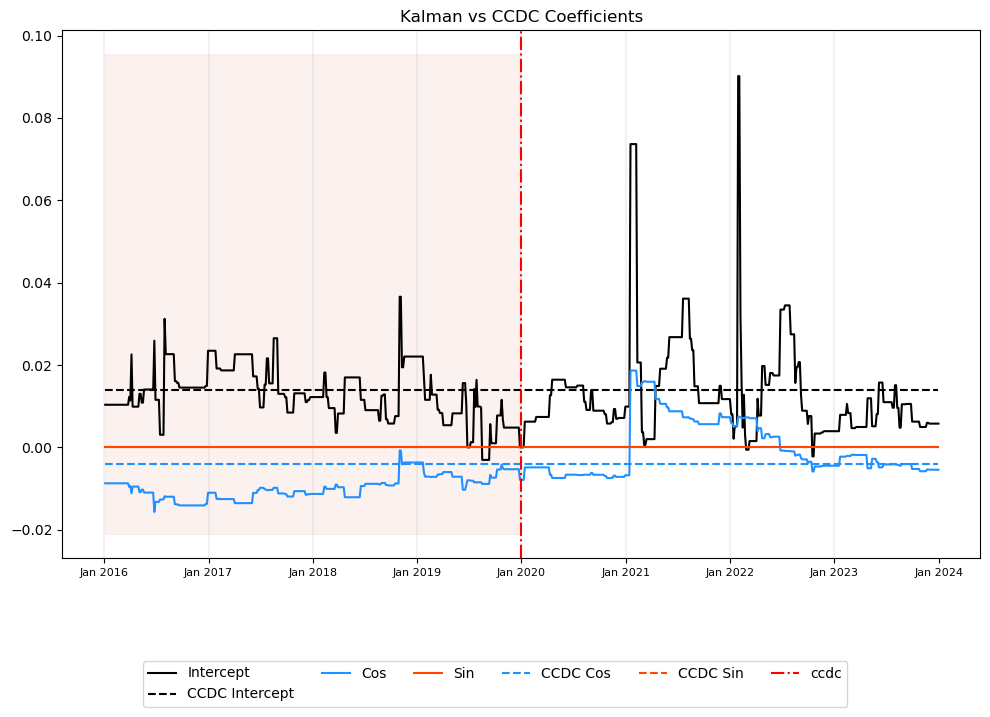 Kalman vs CCDC Coefficients
0.10
0.08
0.06
0.04
0.02
0.00
−0.02
Jan 2016 Jan 2017 Jan 2018 Jan 2019 Jan 2020 Jan 2021 Jan 2022 Jan 2023 Jan 2024
Intercept Cos Sin CCDC Cos CCDC Sin ccdc
CCDC Intercept